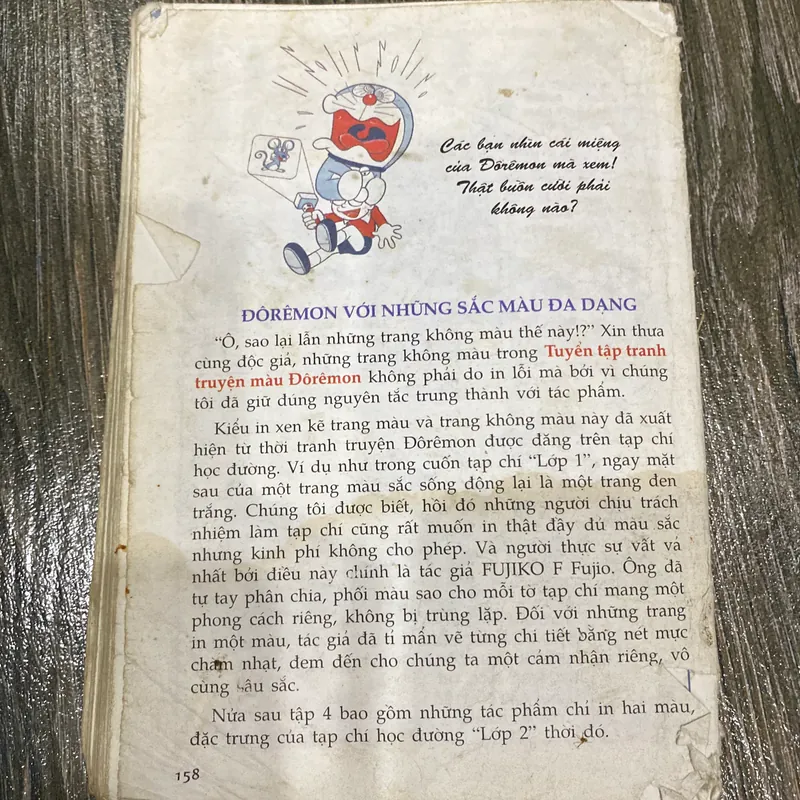 Các bạn nhìn cái miệng
của Đôrêmon mà xem!
Thật buồn cười phải
không nào?
ĐÔRÊMON VỚI NHỮNG SẮC MÀU ĐA DẠNG
“Ô, sao lại lẫn những trang không màu thế này!?” Xin thưa
cùng độc giả, những trang không màu trong Tuyển tập tranh
truyện màu Đôrêmon không phải do in lỗi mà bởi vì chúng
tôi đã giữ đúng nguyên tắc trung thành với tác phẩm.
Kiểu in xen kẽ trang màu và trang không màu này đã xuất
hiện từ thời tranh truyện Đôrêmon được đăng trên tạp chí
học đường. Ví dụ như trong cuốn tạp chí “Lớp 1”, ngay mặt
sau của một trang màu sắc sống động lại là một trang đen
trắng. Chúng tôi được biết, hồi đó những người chịu trách
nhiệm làm tạp chí cũng rất muốn in thật đầy đủ màu sắc
nhưng kinh phí không cho phép. Và người thực sự vất vả
nhất bởi điều này chính là tác giả FUJIKO F Fujio. Ông đã
tự tay phân chia, phối màu sao cho mỗi tờ tạp chí mang một
phong cách riêng, không bị trùng lặp. Đối với những trang
in một màu, tác giả đã tỉ mẩn vẽ từng chi tiết bằng nét mực
chấm nhạt, đem đến cho chúng ta một cảm nhận riêng, vô
cùng sâu sắc.
Nửa sau tập 4 bao gồm những tác phẩm chỉ in hai màu,
đặc trưng của tạp chí học đường “Lớp 2” thời đó.
158